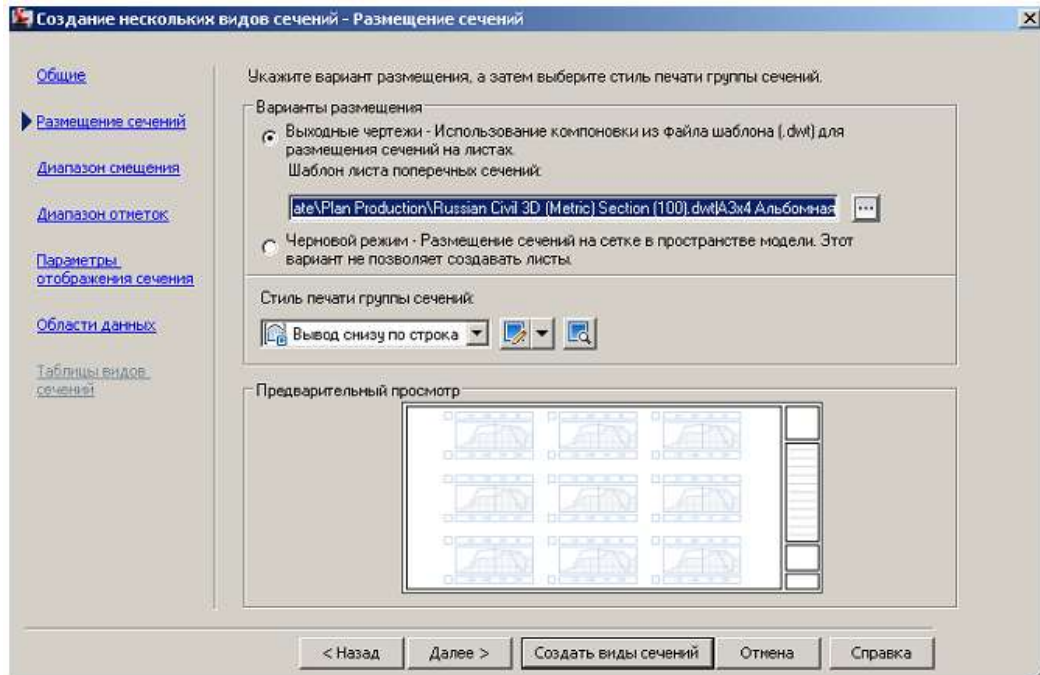 Создание нескольких видов сечений - Размещение сечений
Общие
Размещение сечений
Диапазон смещения
Диапазон отметок
Параметры
отображения сечения
Области данных
Таблицы видов
сечений
Укажите вариант размещения, а затем выберите стиль печати группы сечений.
Варианты размещения
Выходные чертежи - Использование компоновки из файла шаблона (.dwt) для
размещения сечений на листах.
Шаблон листа поперечных сечений:
ate\Plan Production\Russian Civil 3D (Metric) Section (100).dwt|A3x4 Альбомная
...
Черновой режим - Размещение сечений на сетке в пространстве модели. Этот
вариант не позволяет создавать листы.
Стиль печати группы сечений:
Вывод снизу по строка
Предварительный просмотр
< Назад
Далее >
Создать виды сечений
Отмена
Справка